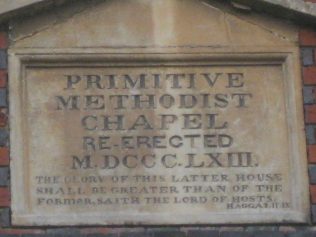 PRIMITIVE
METHODIST
CHAPEL
RE-ERECTED
M.DCCC.LXIII.
THE GLORY OF THIS LATTER HOUSE
SHALL BE GREATER THAN OF THE
FORMER, SAITH THE LORD OF HOSTS.
HAGGAI. II. IX.